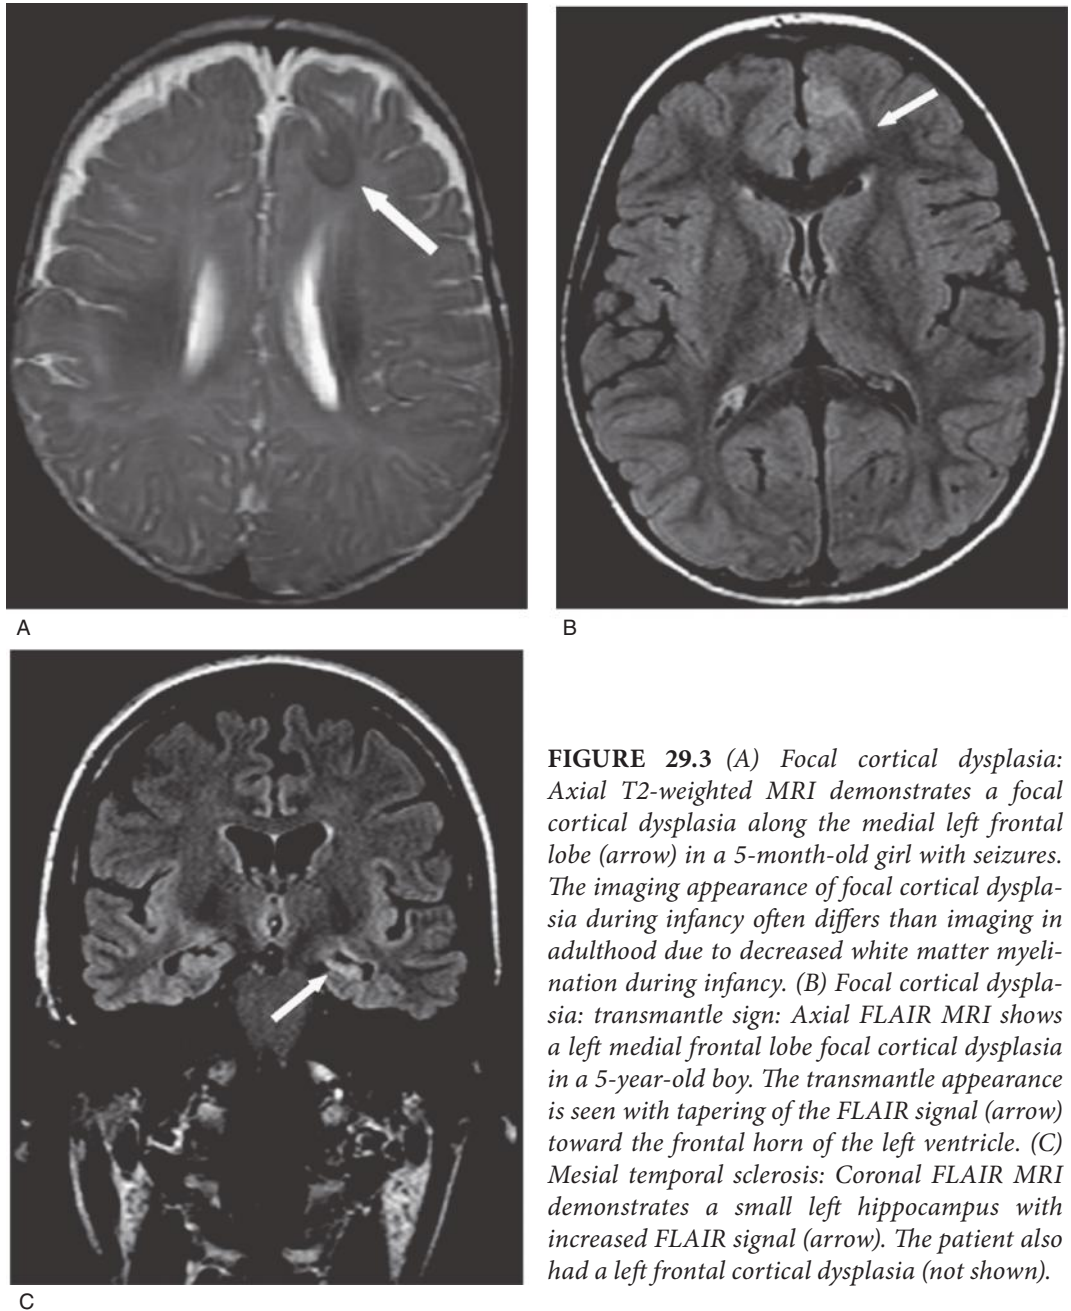 A
B
C
FIGURE 29.3 (A) Focal cortical dysplasia:
Axial T2-weighted MRI demonstrates a focal
cortical dysplasia along the medial left frontal
lobe (arrow) in a 5-month-old girl with seizures.
The imaging appearance of focal cortical dyspla-
sia during infancy often differs than imaging in
adulthood due to decreased white matter myeli-
nation during infancy. (B) Focal cortical dyspla-
sia: transmantle sign: Axial FLAIR MRI shows
a left medial frontal lobe focal cortical dysplasia
in a 5-year-old boy. The transmantle appearance
is seen with tapering of the FLAIR signal (arrow)
toward the frontal horn of the left ventricle. (C)
Mesial temporal sclerosis: Coronal FLAIR MRI
demonstrates a small left hippocampus with
increased FLAIR signal (arrow). The patient also
had a left frontal cortical dysplasia (not shown).